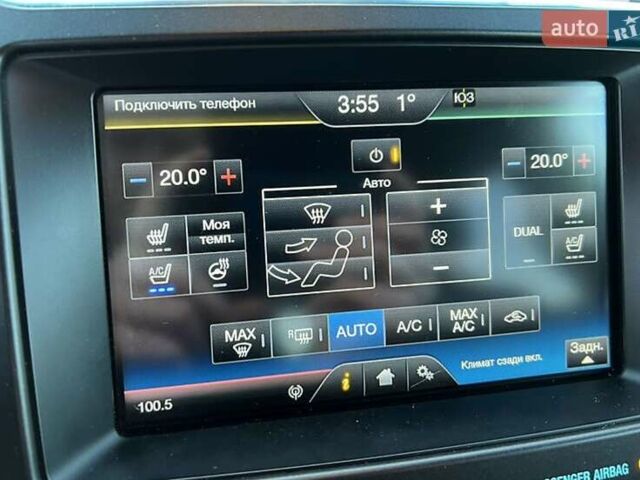 auto RIA
Подключить телефон 3:55 1° ЮЗ
Авто
− 20.0° +
− 20.0° +
Моя
темп.
A/C
+
−
DUAL
A/C
MAX
R
AUTO
A/C
MAX
A/C
Задн.
Климат сзади вкл.
100.5
i
AIRBAG